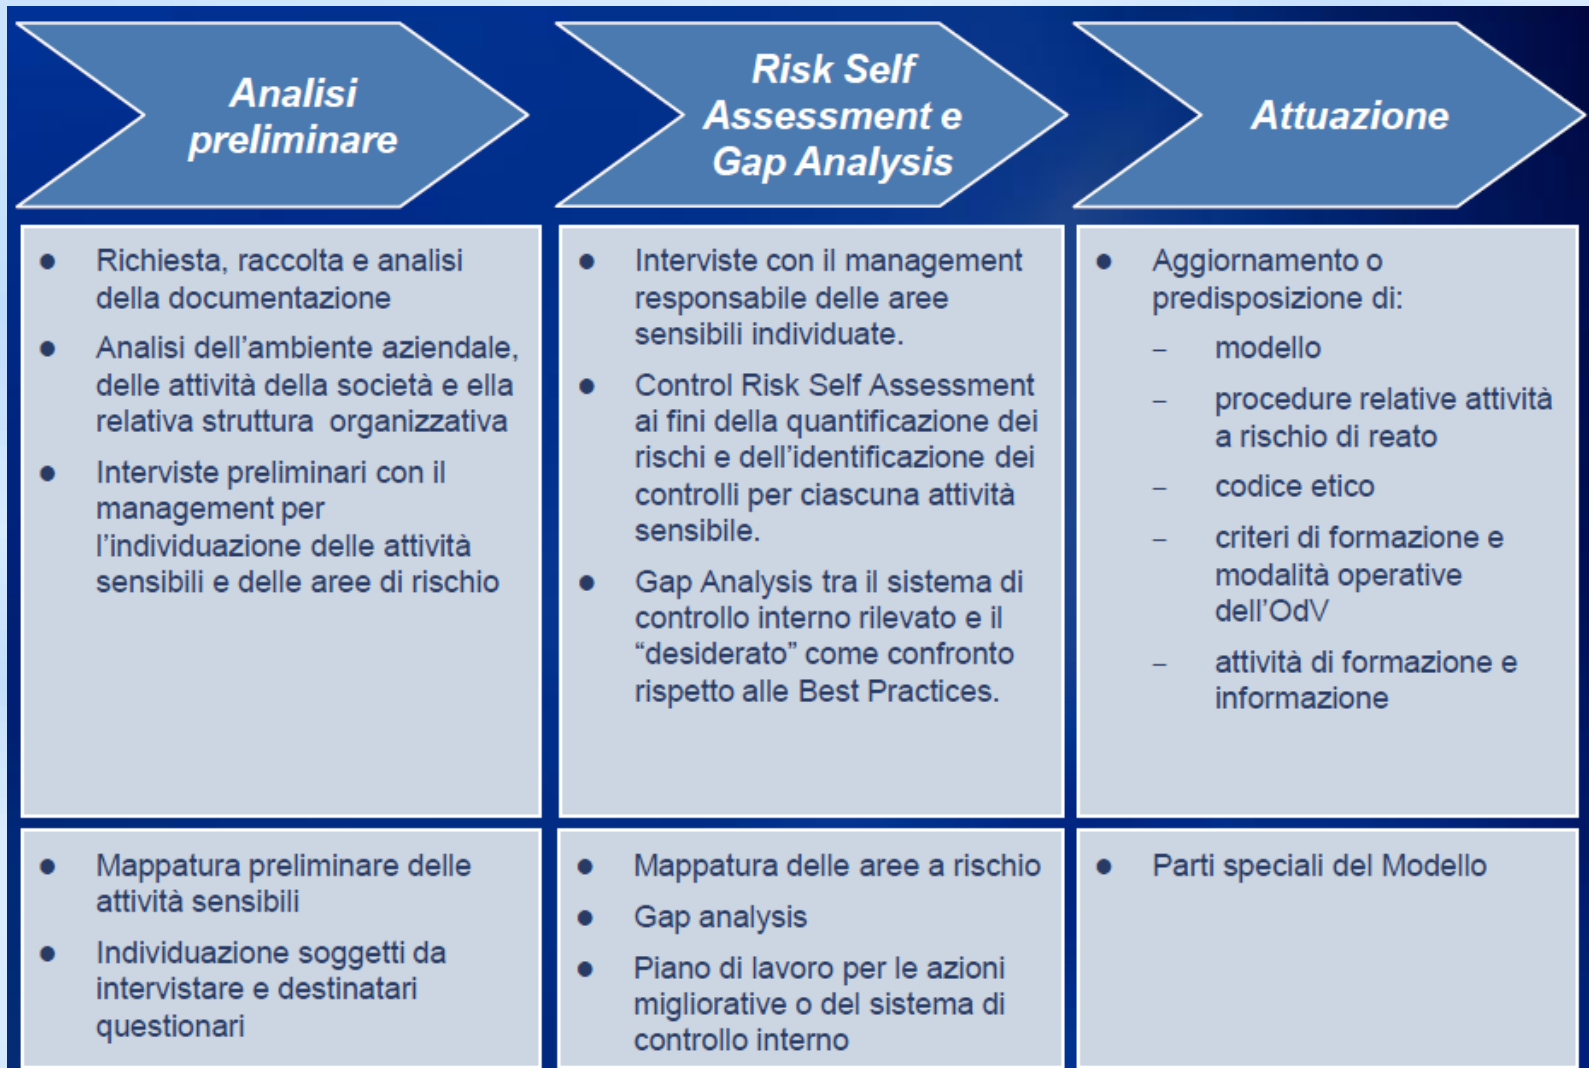 Analisi
preliminare
Risk Self
Assessment e
Gap Analysis
Attuazione
● Richiesta, raccolta e analisi
della documentazione
● Analisi dell’ambiente aziendale,
delle attività della società e ella
relativa struttura organizzativa
● Interviste preliminari con il
management per
l’individuazione delle attività
sensibili e delle aree di rischio
● Interviste con il management
responsabile delle aree
sensibili individuate.
● Control Risk Self Assessment
ai fini della quantificazione dei
rischi e dell’identificazione dei
controlli per ciascuna attività
sensibile.
● Gap Analysis tra il sistema di
controllo interno rilevato e il
“desiderato” come confronto
rispetto alle Best Practices.
● Aggiornamento o
predisposizione di:
– modello
– procedure relative attività
a rischio di reato
– codice etico
– criteri di formazione e
modalità operative
dell’OdV
– attività di formazione e
informazione
● Mappatura preliminare delle
attività sensibili
● Individuazione soggetti da
intervistare e destinatari
questionari
● Mappatura delle aree a rischio
● Gap analysis
● Piano di lavoro per le azioni
migliorative o del sistema di
controllo interno
● Parti speciali del Modello